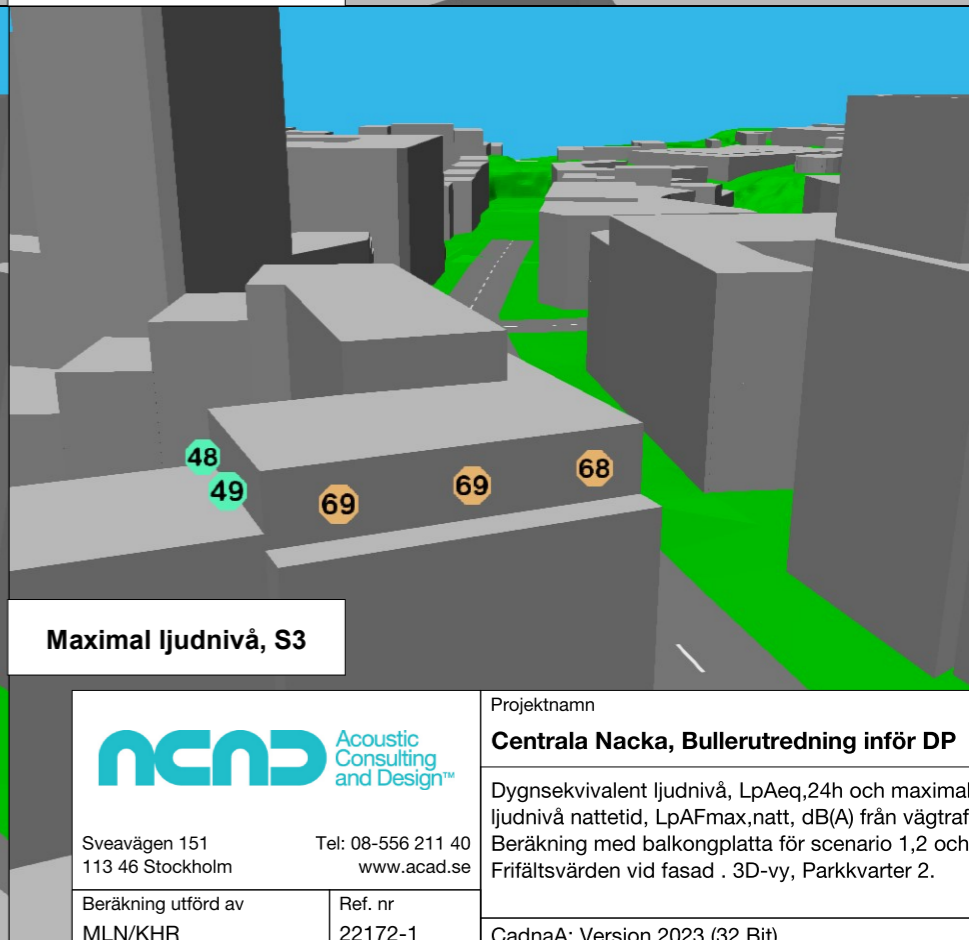 48
49
69
69
68
Maximal ljudnivå, S3
acad
Acoustic
Consulting
and Design™
Sveavägen 151
113 46 Stockholm
Tel: 08-556 211 40
www.acad.se
Beräkning utförd av
MLN/KHR
Ref. nr
22172-1
Projektnamn
Centrala Nacka, Bullerutredning inför DP
Dygnsekvivalent ljudnivå, LpAeq,24h och maximal
ljudnivå nattetid, LpAFmax,natt, dB(A) från vägtraf
Beräkning med balkongplatta för scenario 1,2 och
Frifältsvärden vid fasad . 3D-vy, Parkkvarter 2.
CadnaA: Version 2023 (32 Bit)